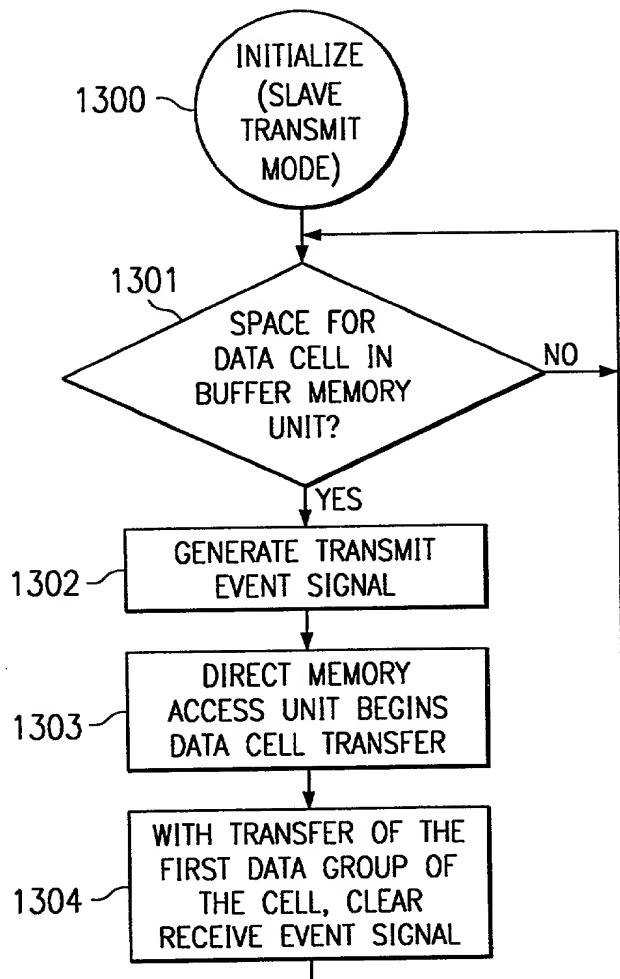 INITIALIZE
(SLAVE
TRANSMIT
MODE)
1300
1301
SPACE FOR
DATA CELL IN
BUFFER MEMORY
UNIT?
NO
YES
GENERATE TRANSMIT
EVENT SIGNAL
1302
DIRECT MEMORY
ACCESS UNIT BEGINS
DATA CELL TRANSFER
1303
WITH TRANSFER OF THE
FIRST DATA GROUP OF
THE CELL, CLEAR
RECEIVE EVENT SIGNAL
1304